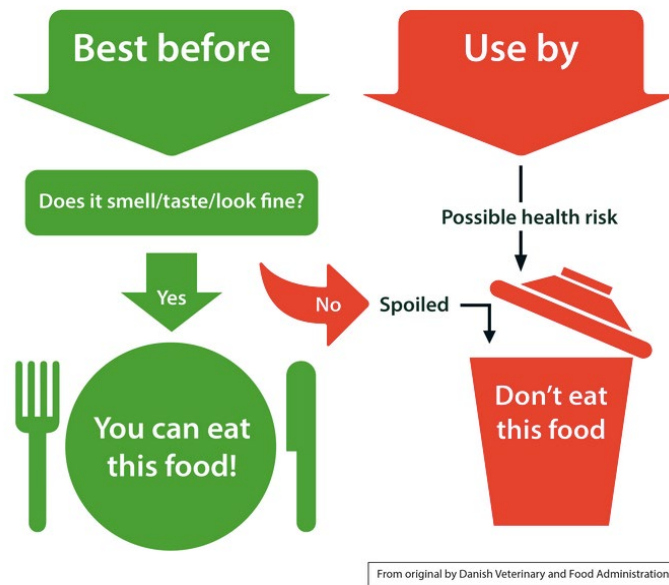 Best before
Use by
Does it smell/taste/look fine?
Possible health risk
Yes
No
Spoiled
You can eat
this food!
Don't eat
this food
From original by Danish Veterinary and Food Administration